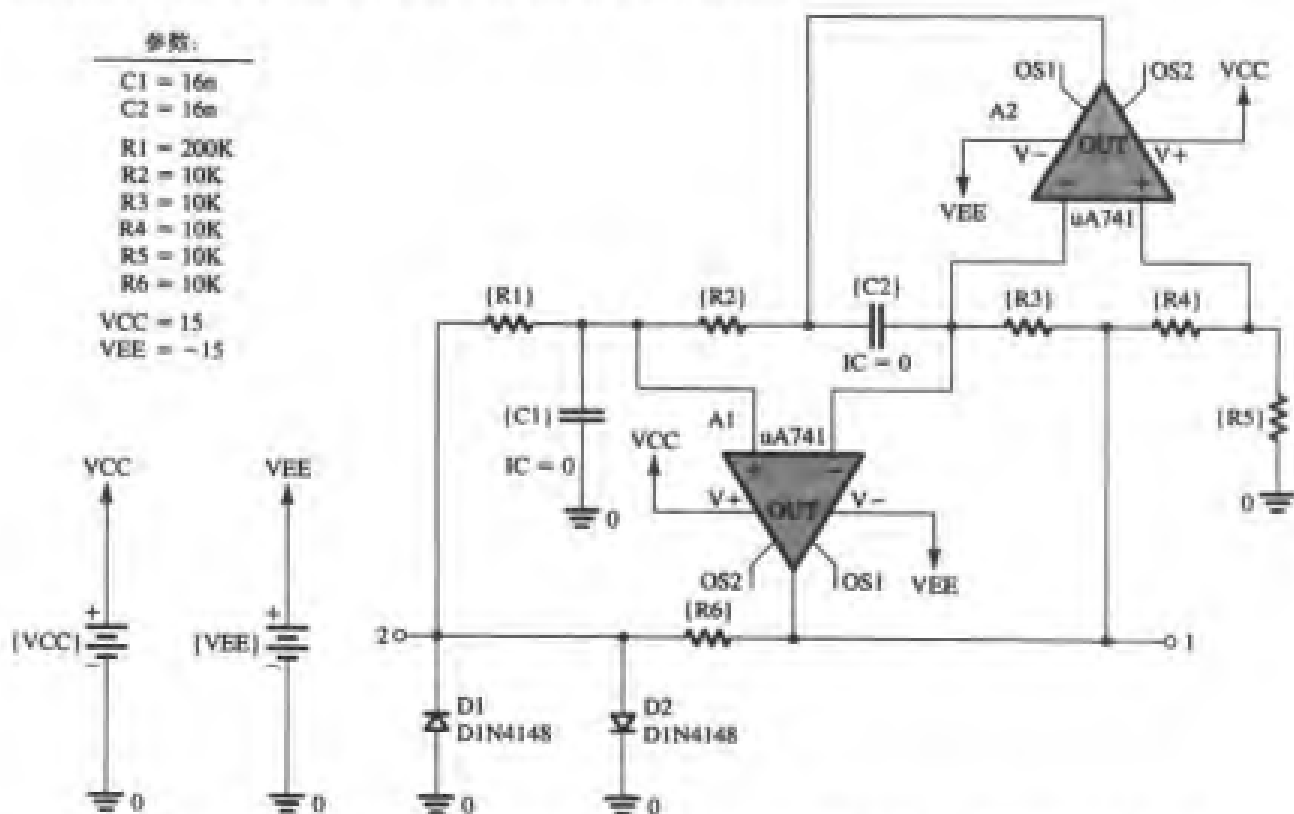 参数:
C1 = 16n
C2 = 16n
R1 = 200K
R2 = 10K
R3 = 10K
R4 = 10K
R5 = 10K
R6 = 10K
VCC = 15
VEE = −15
OS1
OS2
VCC
A2
V−
OUT
V+
VEE
− +
uA741
{R1}
{R2}
{C2}
{R3}
{R4}
IC = 0
{C1}
A1
uA741
{R5}
VCC
IC = 0
+ −
V+
OUT
V−
0
0
OS2
OS1
VEE
VCC
VEE
{R6}
2
1
+
{VCC}
−
+
{VEE}
−
D1
D1N4148
D2
D1N4148
0
0
0
0